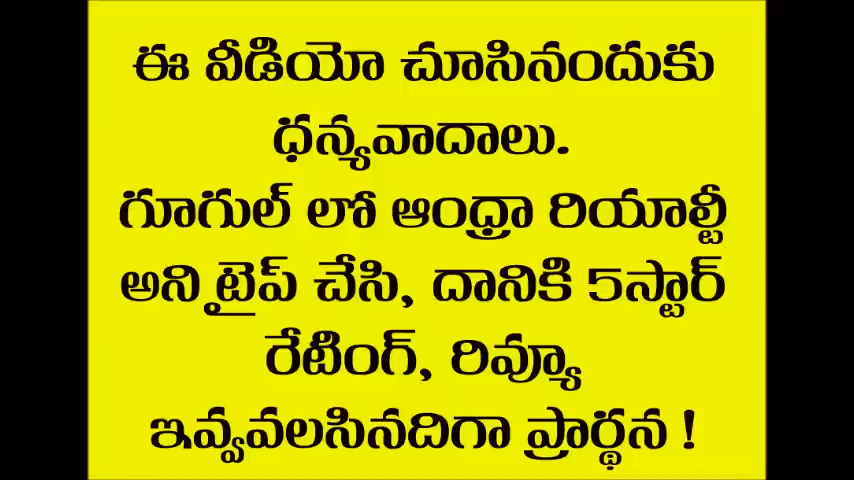 ఈ వీడియో చూసినందుకు
ధన్యవాదాలు.
గూగుల్ లో ఆంధ్రా రియాల్టీ
అని టైప్ చేసి, దానికి 5స్టార్
రేటింగ్, రివ్యూ
ఇవ్వవలసినదిగా ప్రార్థన !